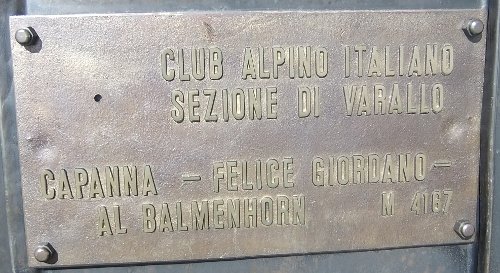 CLUB ALPINO ITALIANO
SEZIONE DI VARALLO
CAPANNA – FELICE GIORDANO –
AL BALMENHORN M 4167